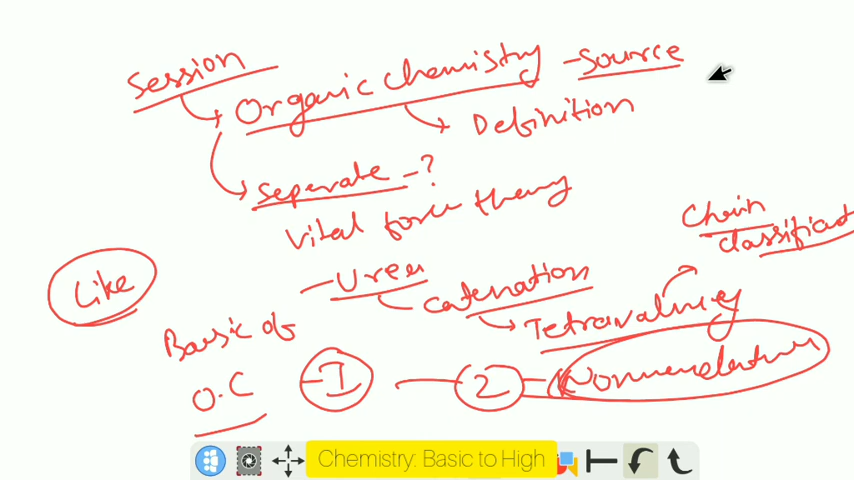 Session
Organic chemistry - Source
Definition
Seperate - ?
Vital force theory
Chain
classificat
- Urea
Like
catenation
Tetravalency
Basic of
O.C - I - 2 - Nomenclature
Chemistry: Basic to High